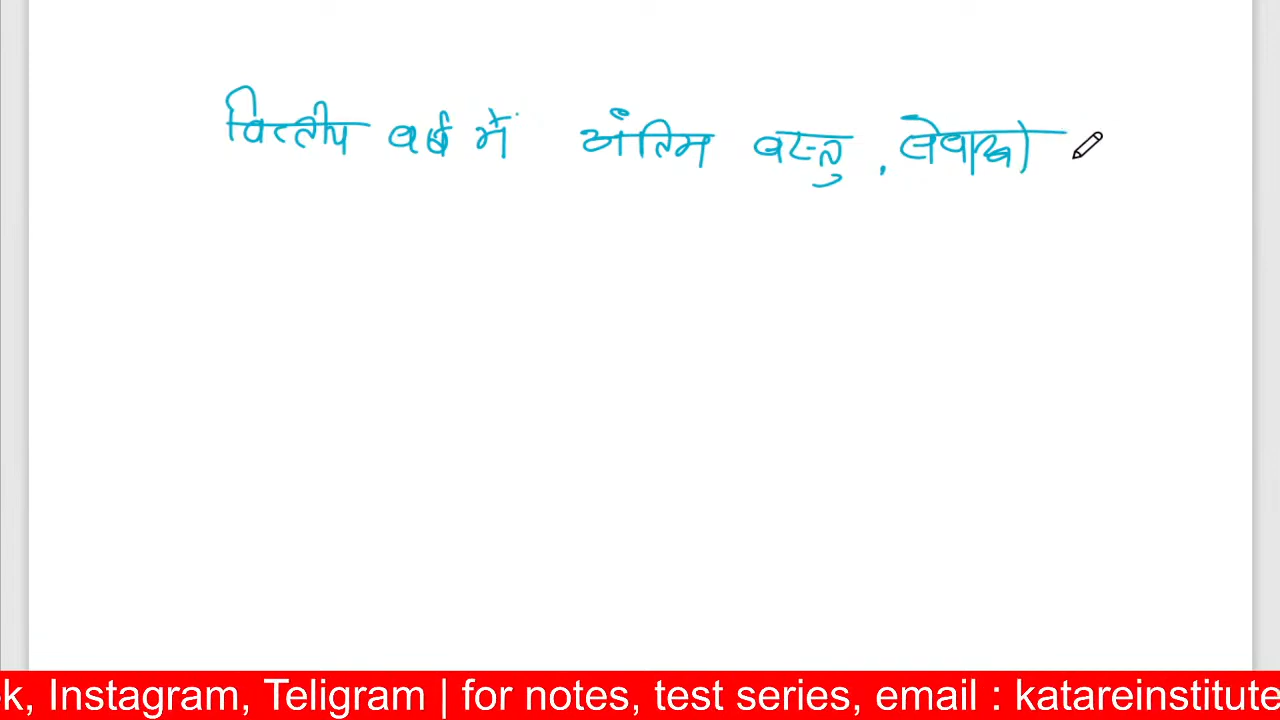 वित्तीय वर्ष में अंतिम वस्तु, सेवाओं
k, Instagram, Teligram | for notes, test series, email : katareinstitute